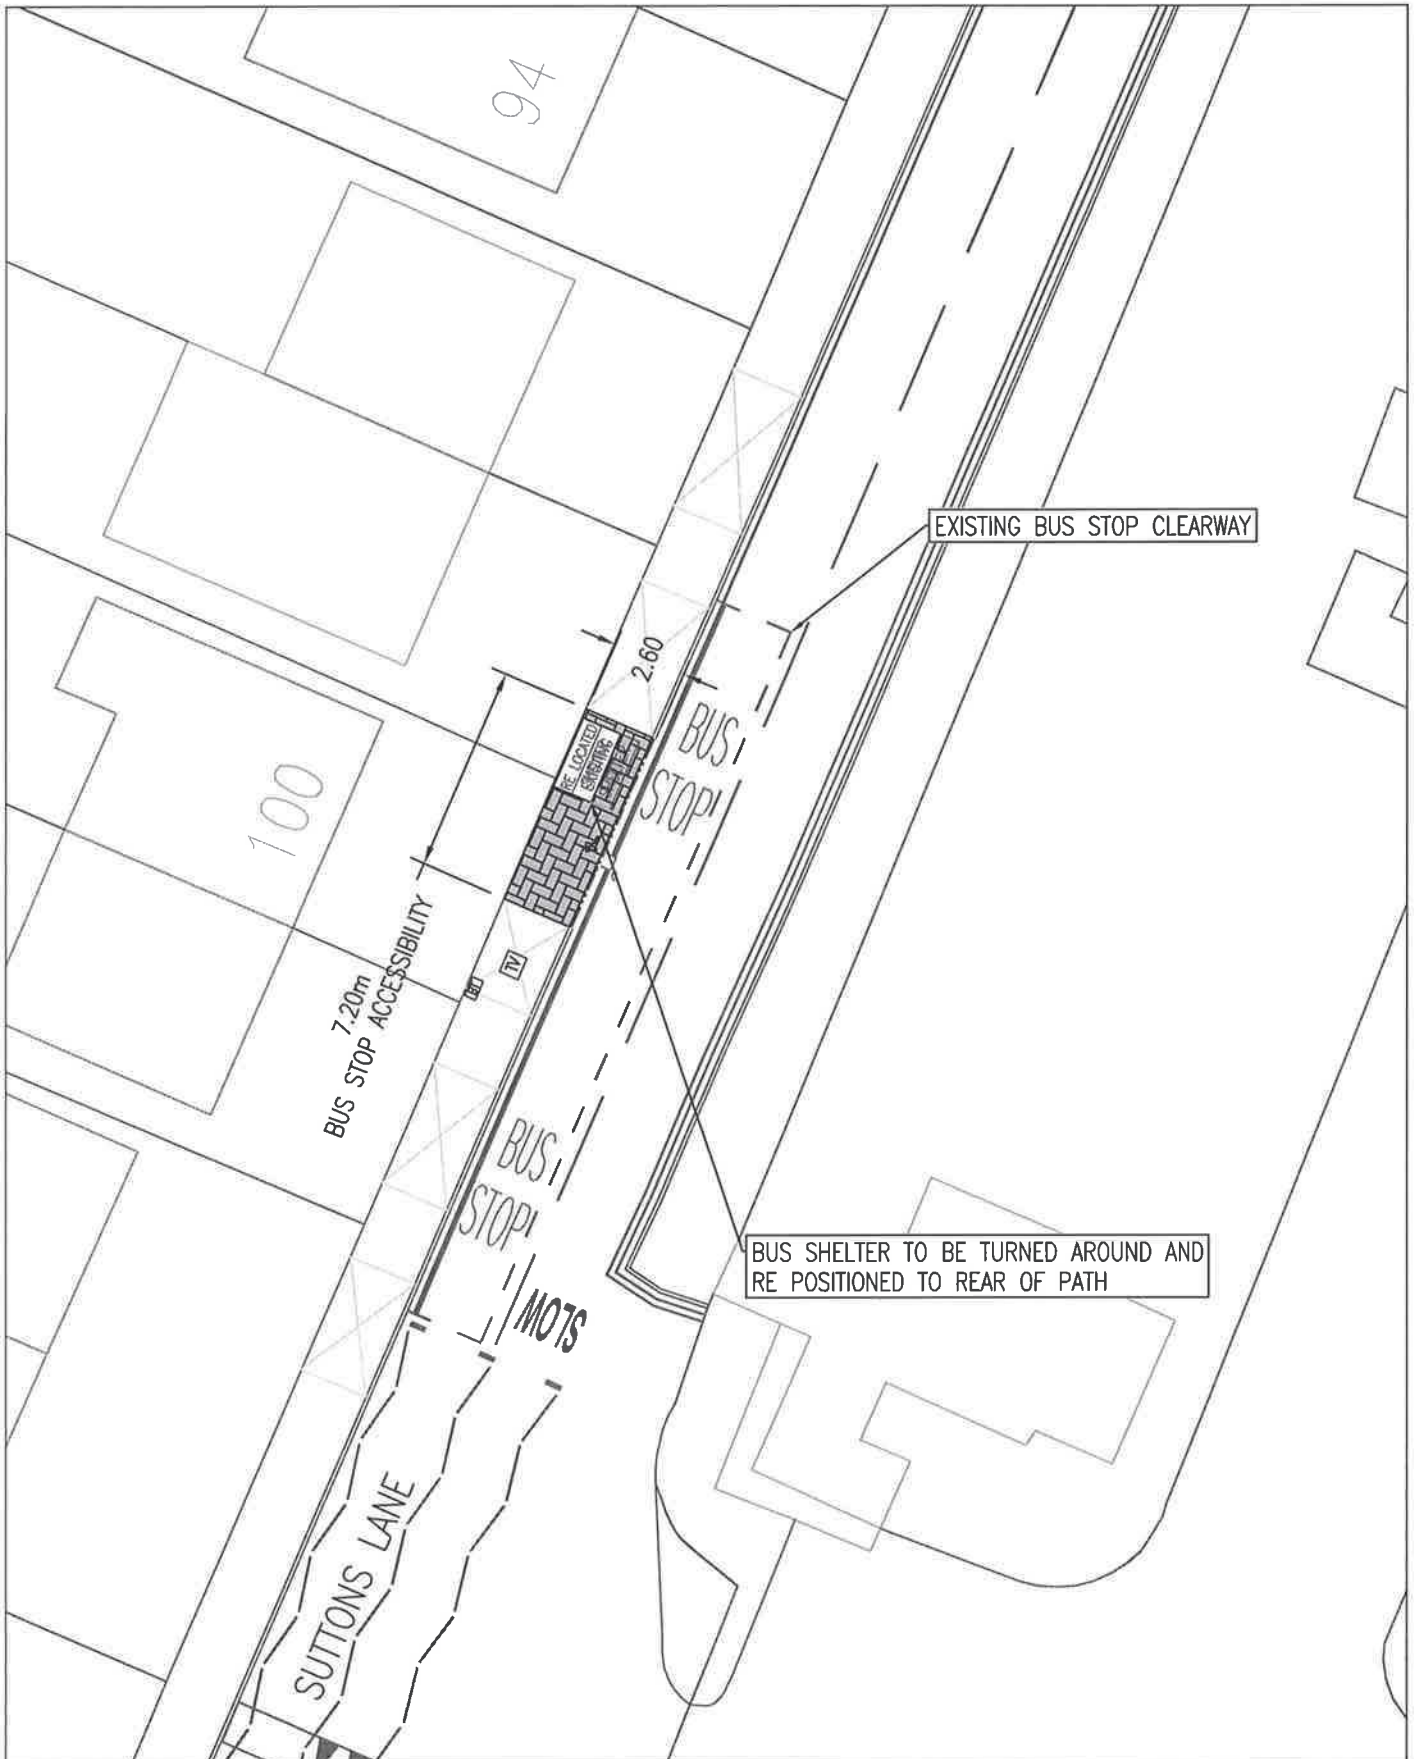 94
EXISTING BUS STOP CLEARWAY
2.60
BUS
STOP
RE LOCATED
100
7.20m
BUS STOP ACCESSIBILITY
TV
BUS
STOP
BUS SHELTER TO BE TURNED AROUND AND
RE POSITIONED TO REAR OF PATH
SLOW
SUTTONS LANE